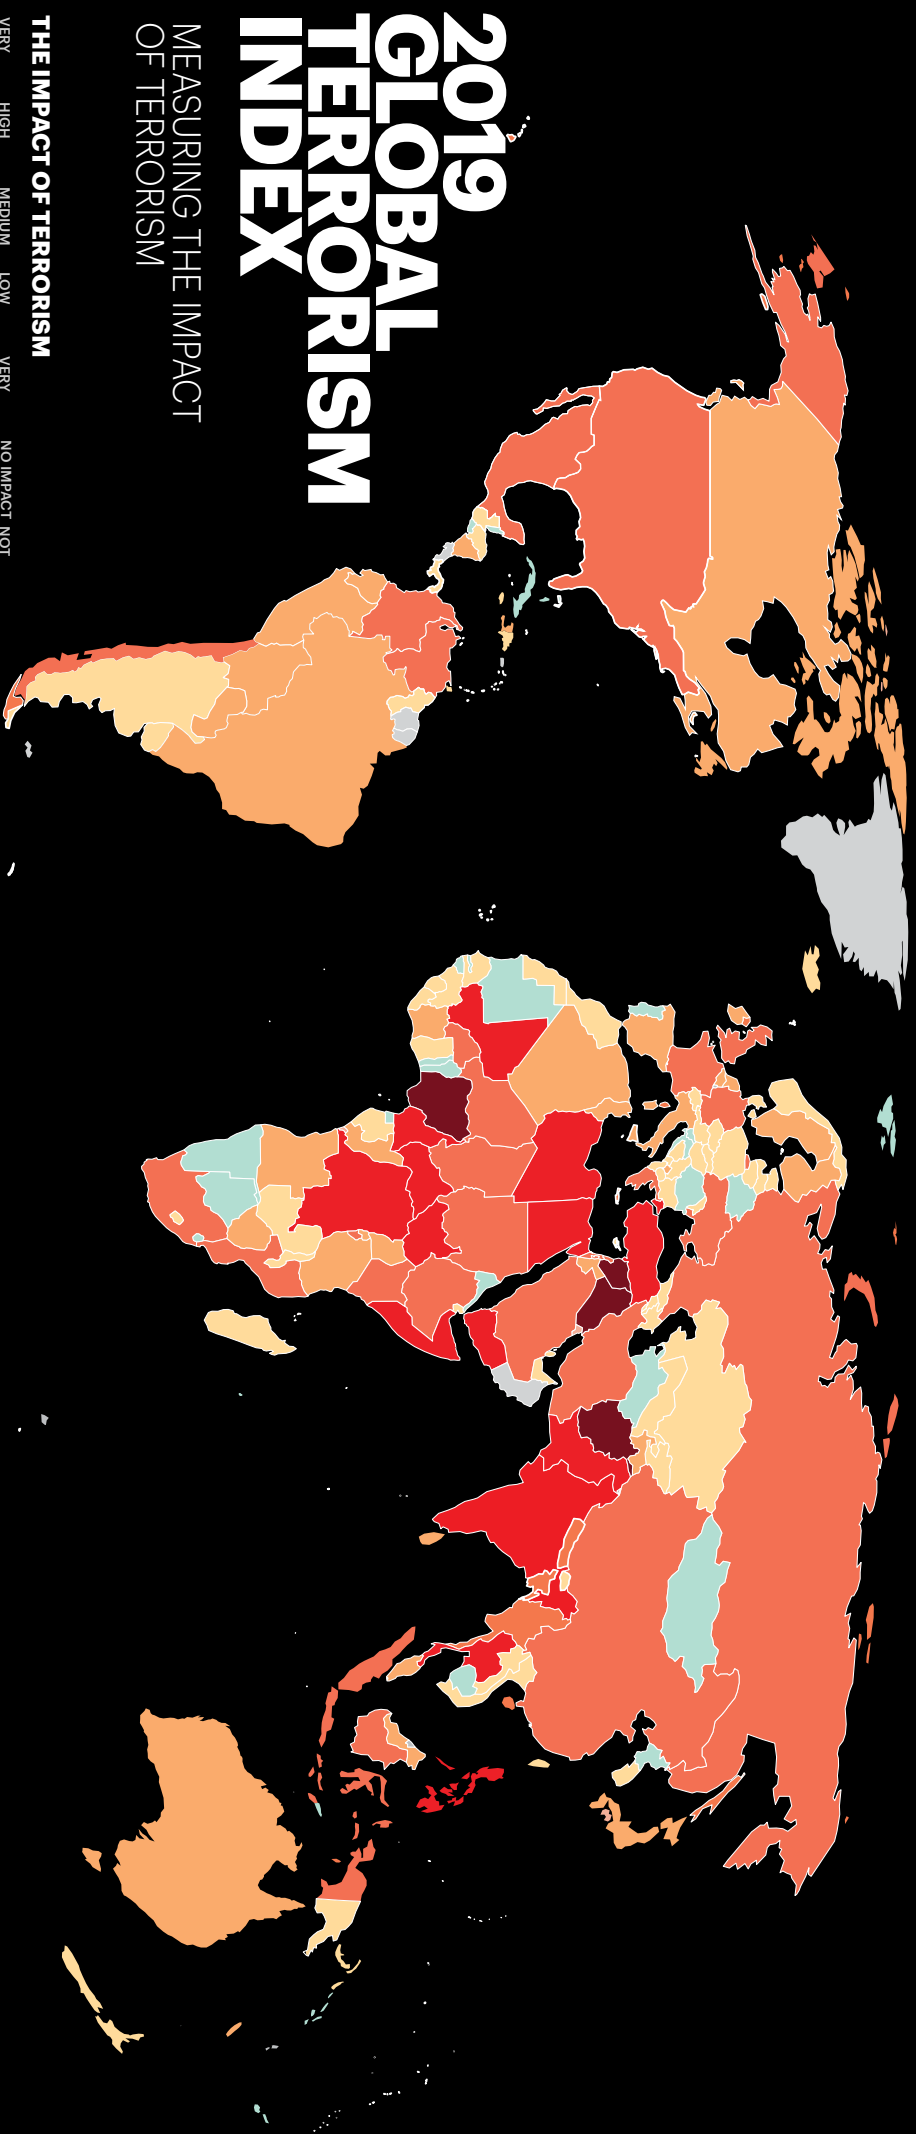 2019
GLOBAL
TERRORISM
INDEX
MEASURING THE IMPACT
OF TERRORISM
THE IMPACT OF TERRORISM
VERY HIGH MEDIUM LOW VERY NO IMPACT NOT